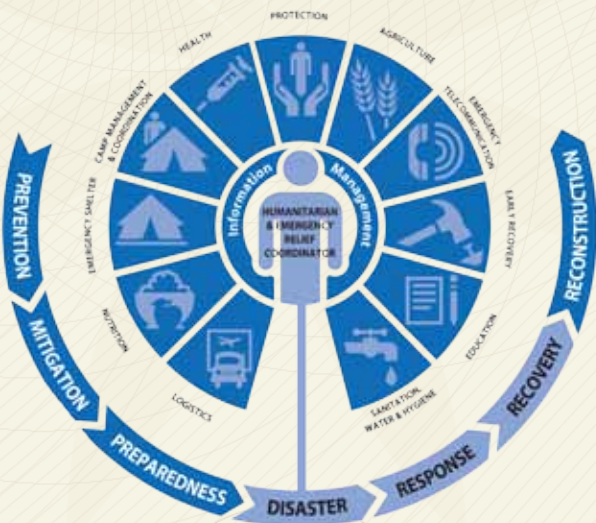 PROTECTION
HEALTH
AGRICULTURE
CAMP MANAGEMENT
& COORDINATION
EMERGENCY
TELECOMMUNICATION
EMERGENCY SMELTER
EARLY RECOVERY
NUTRITION
EDUCATION
LOGISTICS
SANITATION,
WATER & HYGIENE
Information
Management
HUMANITARIAN
& EMERGENCY
RELIEF
COORDINATOR
PREVENTION
MITIGATION
PREPAREDNESS
DISASTER
RESPONSE
RECOVERY
RECONSTRUCTION